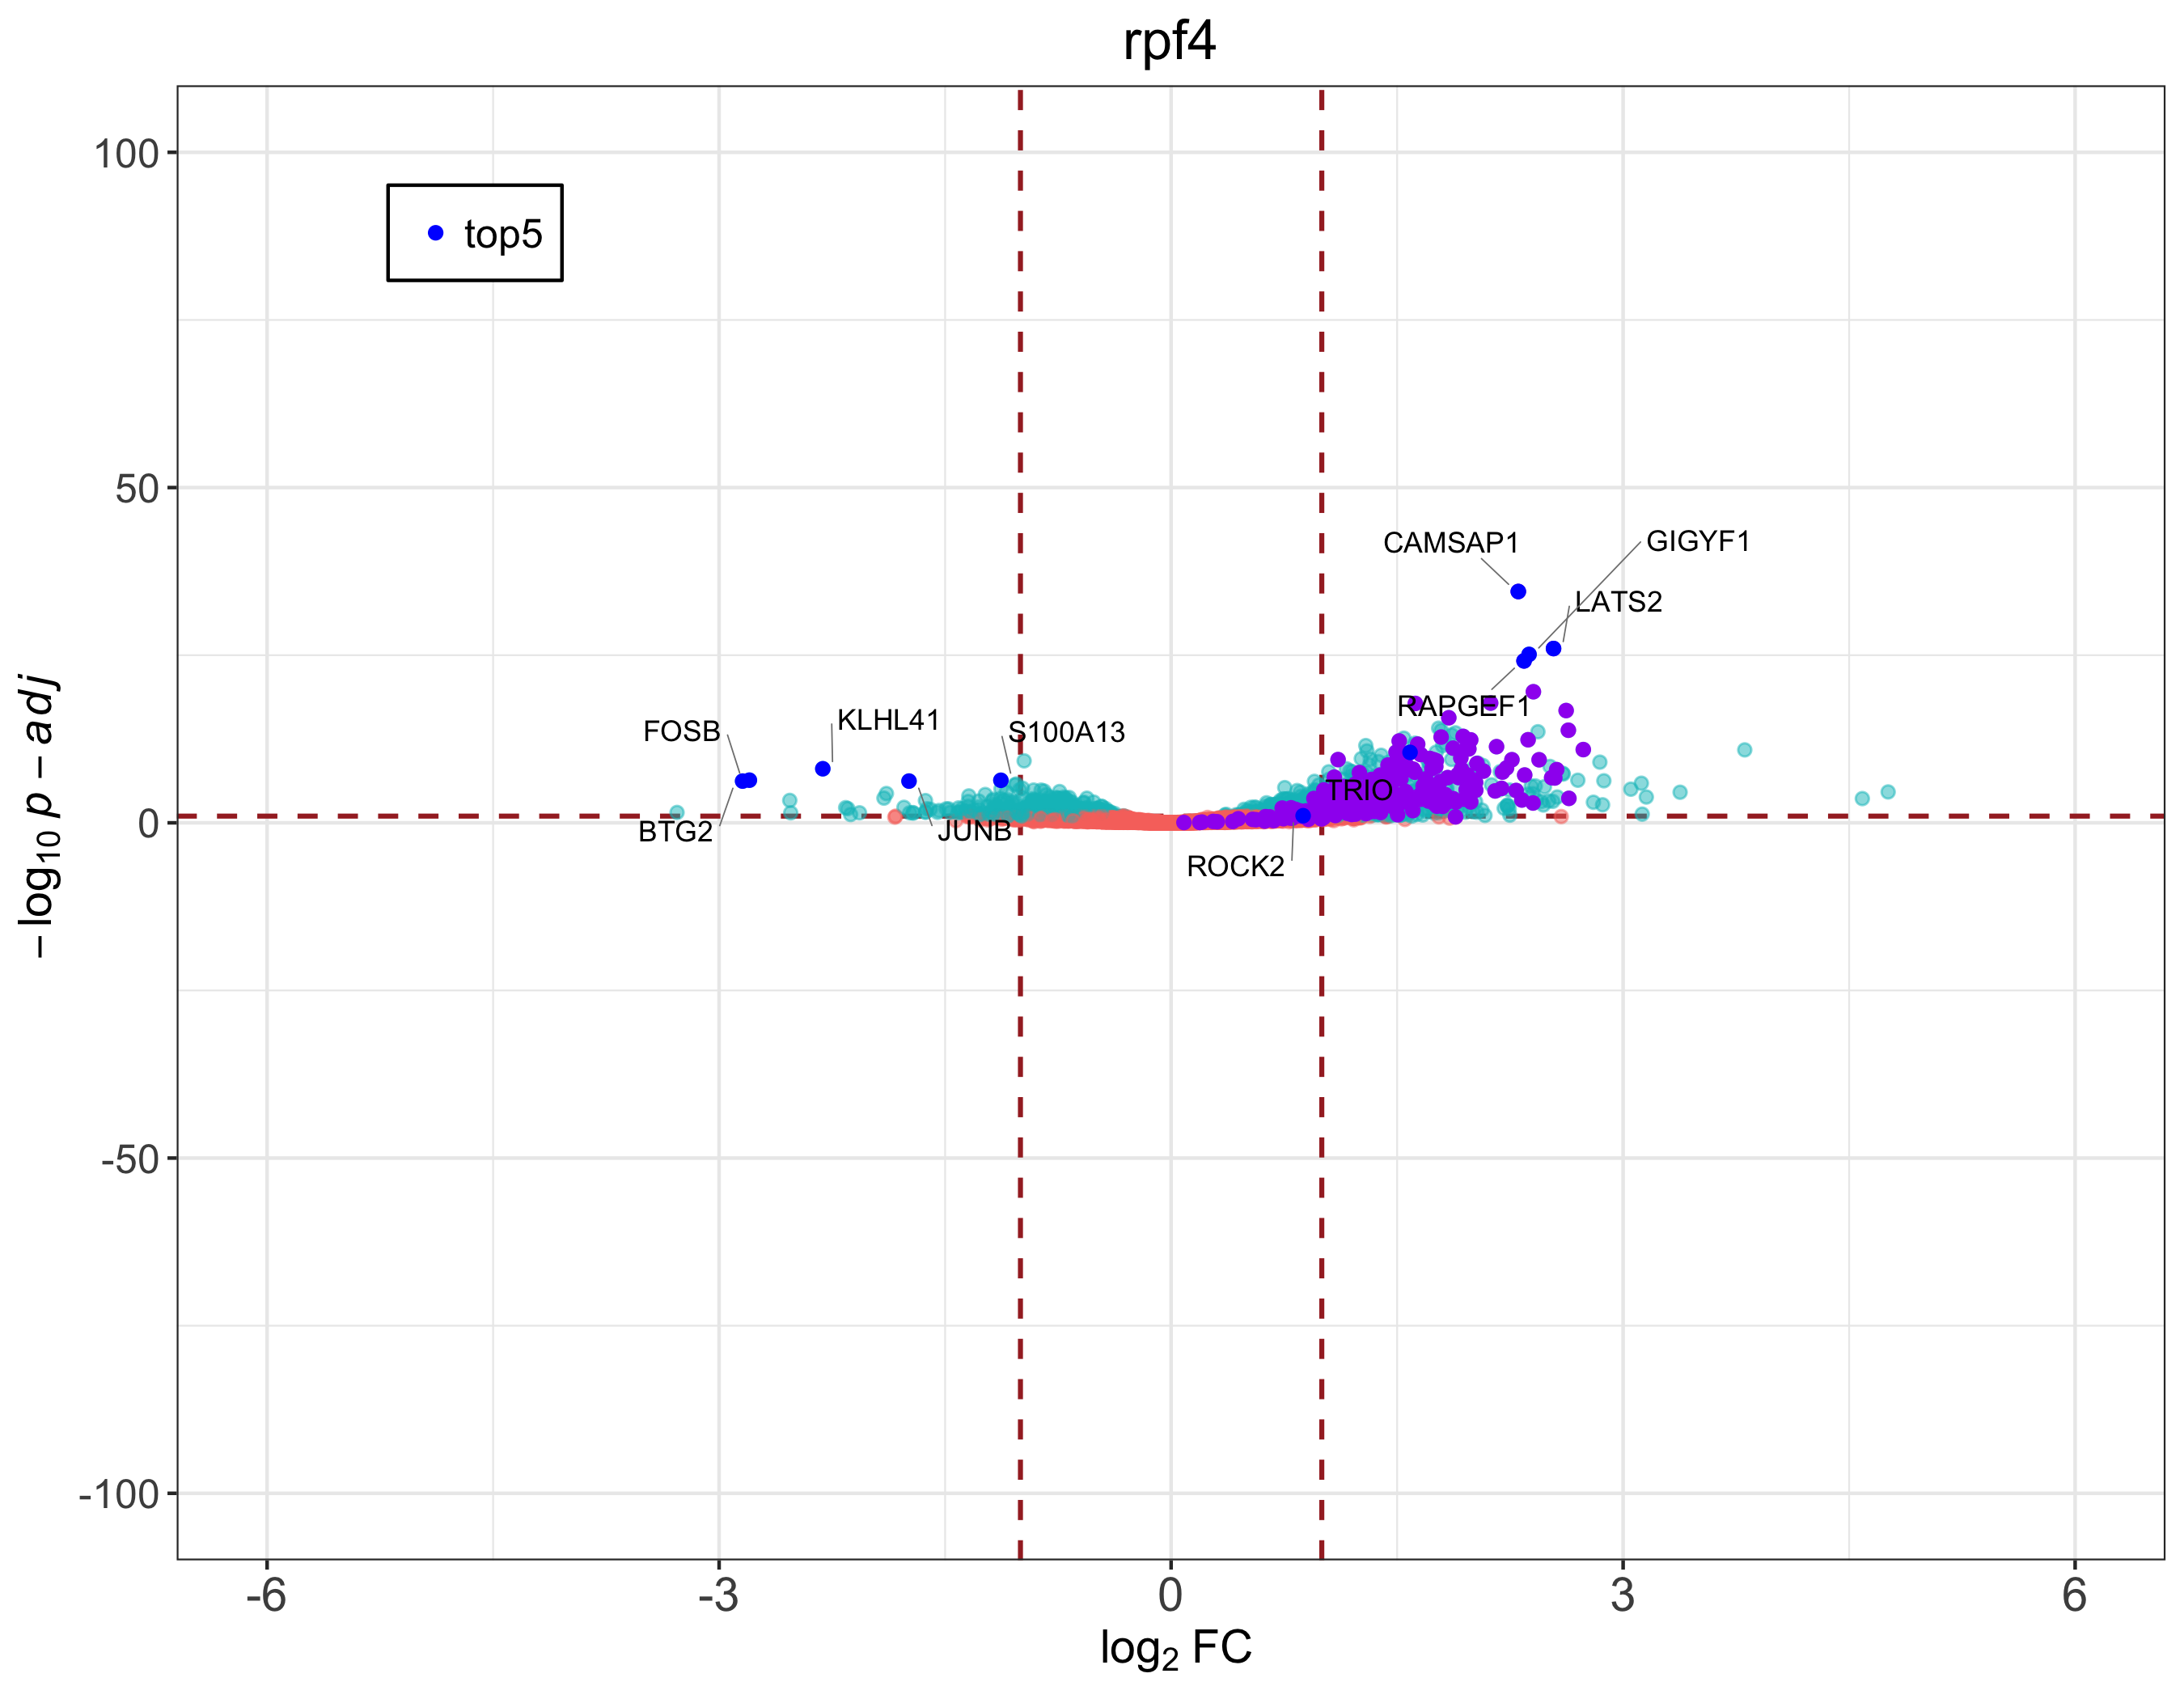 rpf4
100
50
0
-50
-100
−log10 p − adj
top5
CAMSAP1
GIGYF1
LATS2
RAPGEF1
FOSB
KLHL41
S100A13
BTG2
JUNB
TRIO
ROCK2
-6
-3
0
3
6
log2 FC